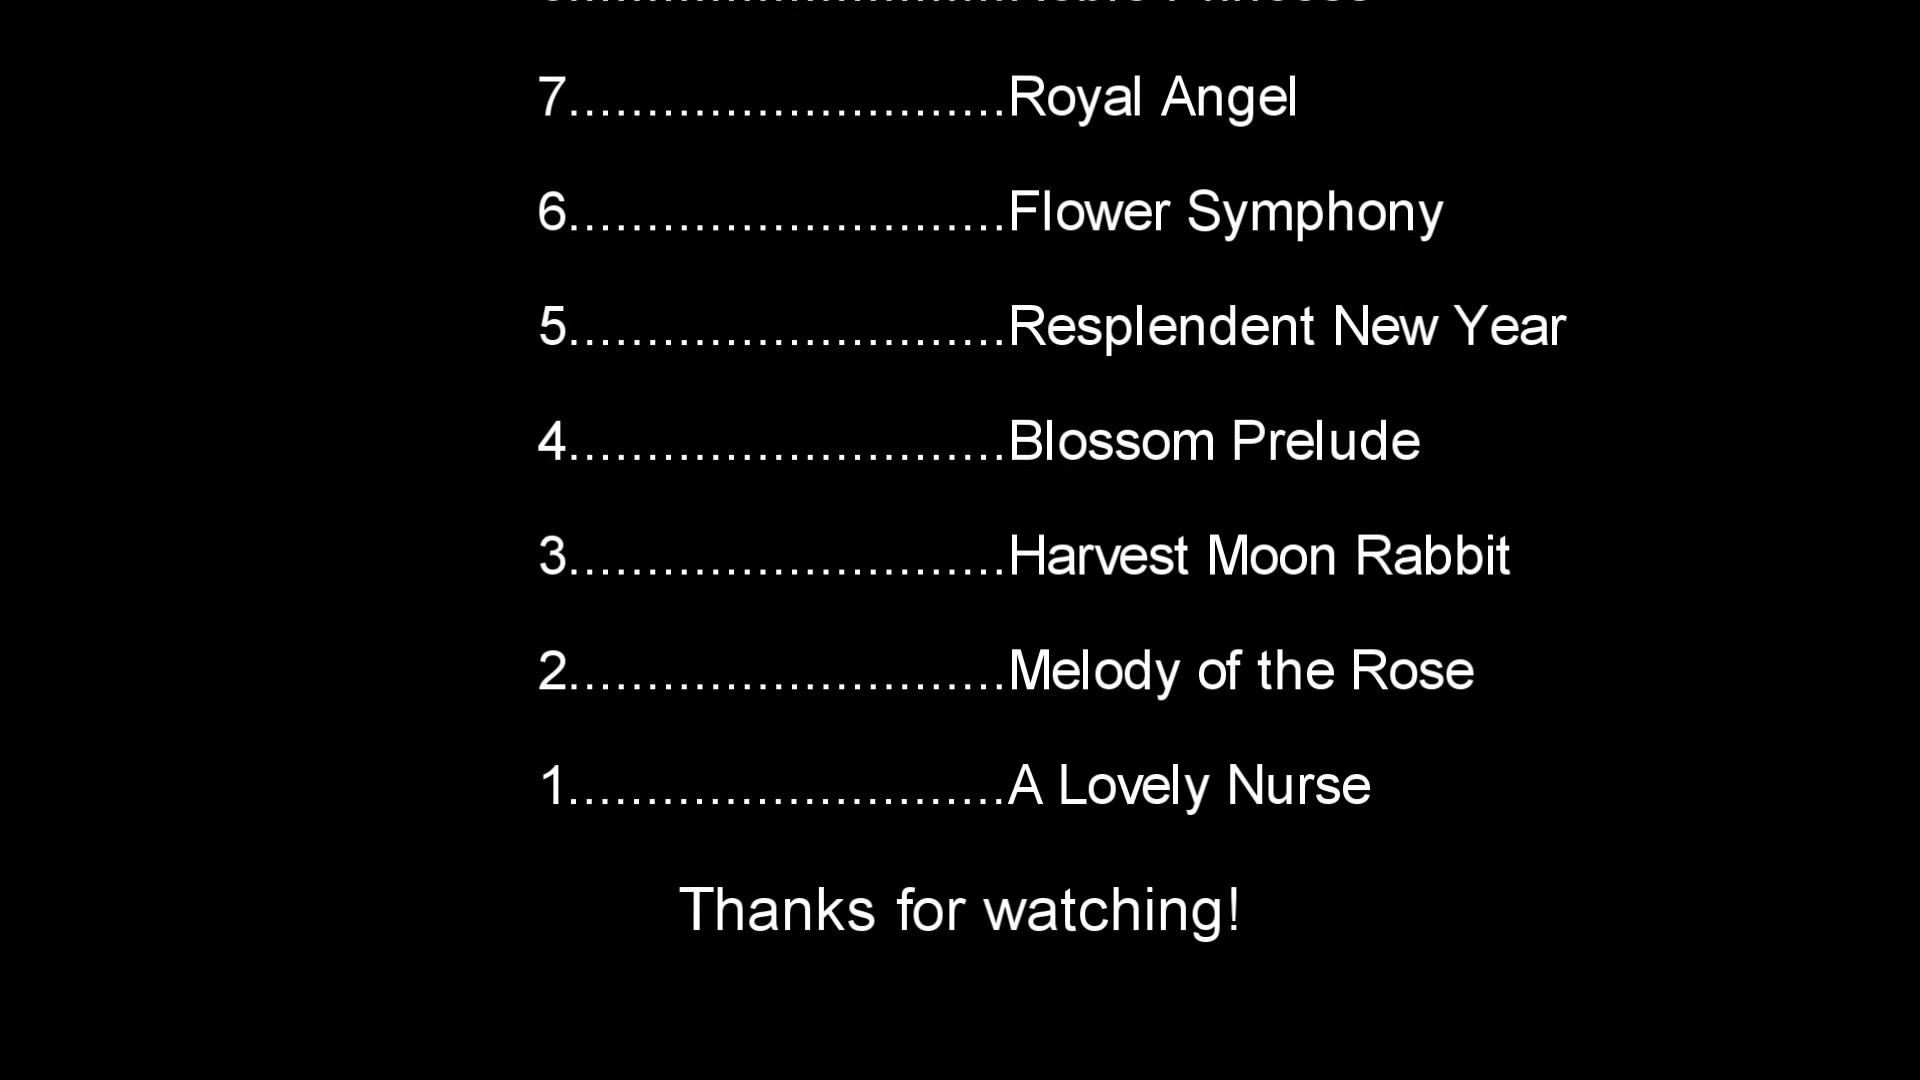 7............................Royal Angel
6............................Flower Symphony
5............................Resplendent New Year
4............................Blossom Prelude
3............................Harvest Moon Rabbit
2............................Melody of the Rose
1............................A Lovely Nurse
Thanks for watching!